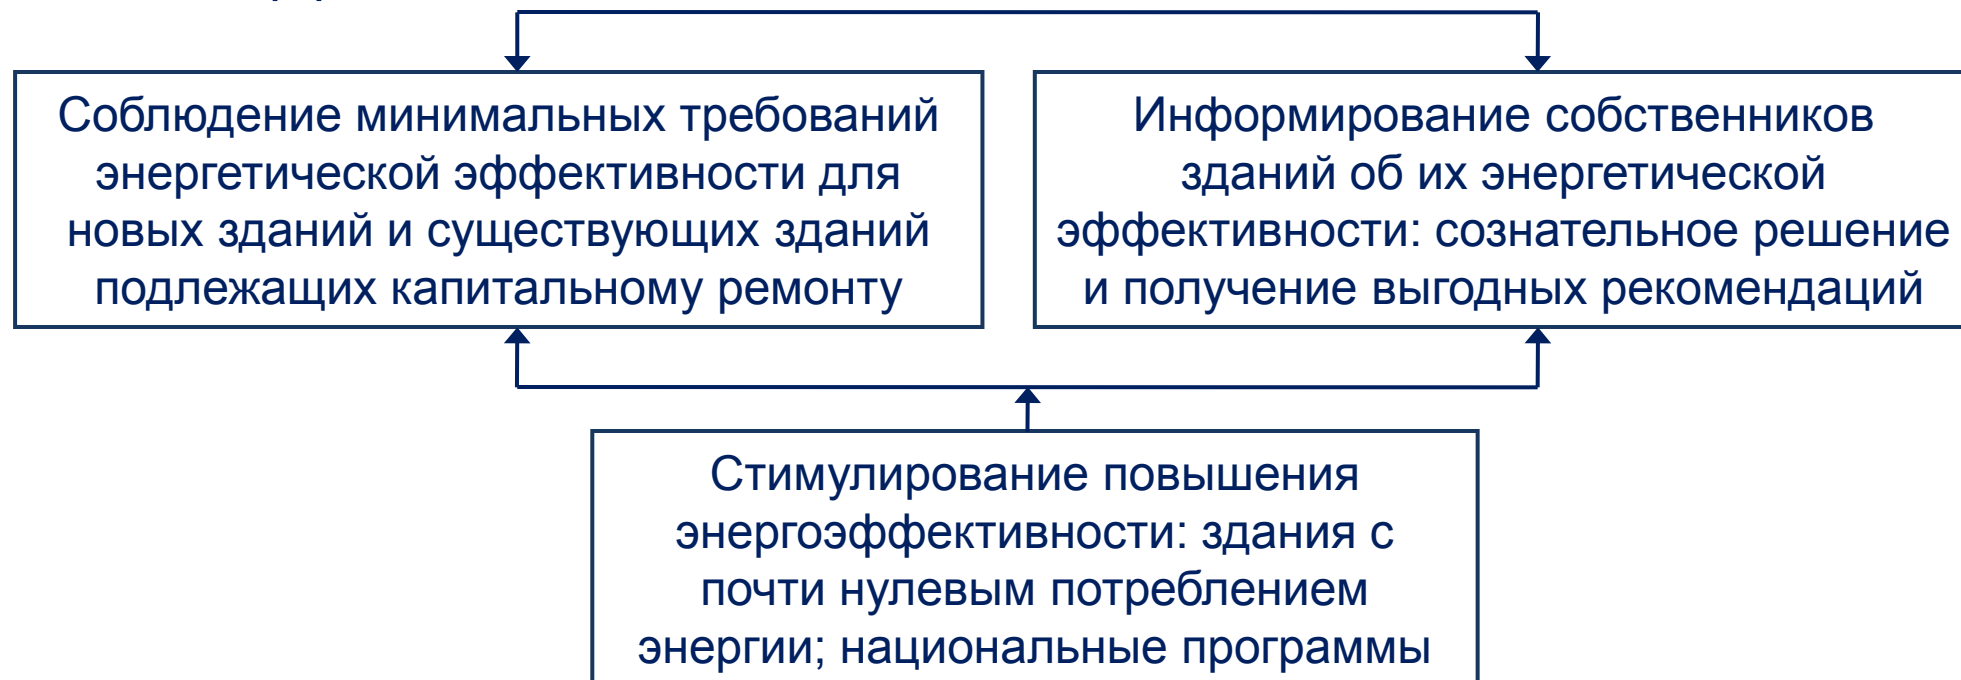 Соблюдение минимальных требований
энергетической эффективности для
новых зданий и существующих зданий
подлежащих капитальному ремонту
Информирование собственников
зданий об их энергетической
эффективности: сознательное решение
и получение выгодных рекомендаций
Стимулирование повышения
энергоэффективности: здания с
почти нулевым потреблением
энергии; национальные программы